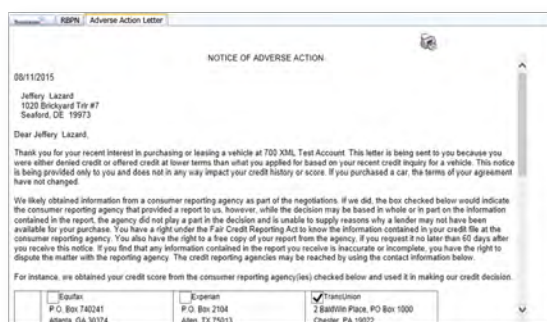 RBPN Adverse Action Letter
NOTICE OF ADVERSE ACTION
08/11/2015
Jeffery Lazard
1020 Brickyard Trlr #7
Seaford, DE 19973
Dear Jeffery Lazard,
Thank you for your recent interest in purchasing or leasing a vehicle at 700 XML Test Account. This letter is being sent to you because you
were either denied credit or offered credit at lower terms than what you applied for based on your recent credit inquiry for a vehicle. This notice
is being provided only to you and does not in any way impact your credit history or score. If you purchased a car, the terms of your agreement
have not changed.
We likely obtained information from a consumer reporting agency as part of the negotiations. If we did, the box checked below would indicate
the consumer reporting agency that provided a report to us, however, while the decision may be based in whole or in part on the information
contained in the report, the agency did not play a part in the decision and is unable to supply reasons why a lender may not have been
available for your purchase. You have a right under the Fair Credit Reporting Act to know the information contained in your credit file at the
consumer reporting agency. You also have the right to a free copy of your report from the agency, if you request it no later than 60 days after
you receive this notice. If you find that any information contained in the report you receive is inaccurate or incomplete, you have the right to
dispute the matter with the reporting agency. The credit reporting agencies may be reached by using the contact information below.
For instance, we obtained your credit score from the consumer reporting agency(ies) checked below and used it in making our credit decision.
Equifax Experian TransUnion
P.O. Box 740241 P.O. Box 2104 2 Baldwin Place, PO Box 1000
Atlanta, GA 30374 Allen, TX 75013 Chester, PA 19022